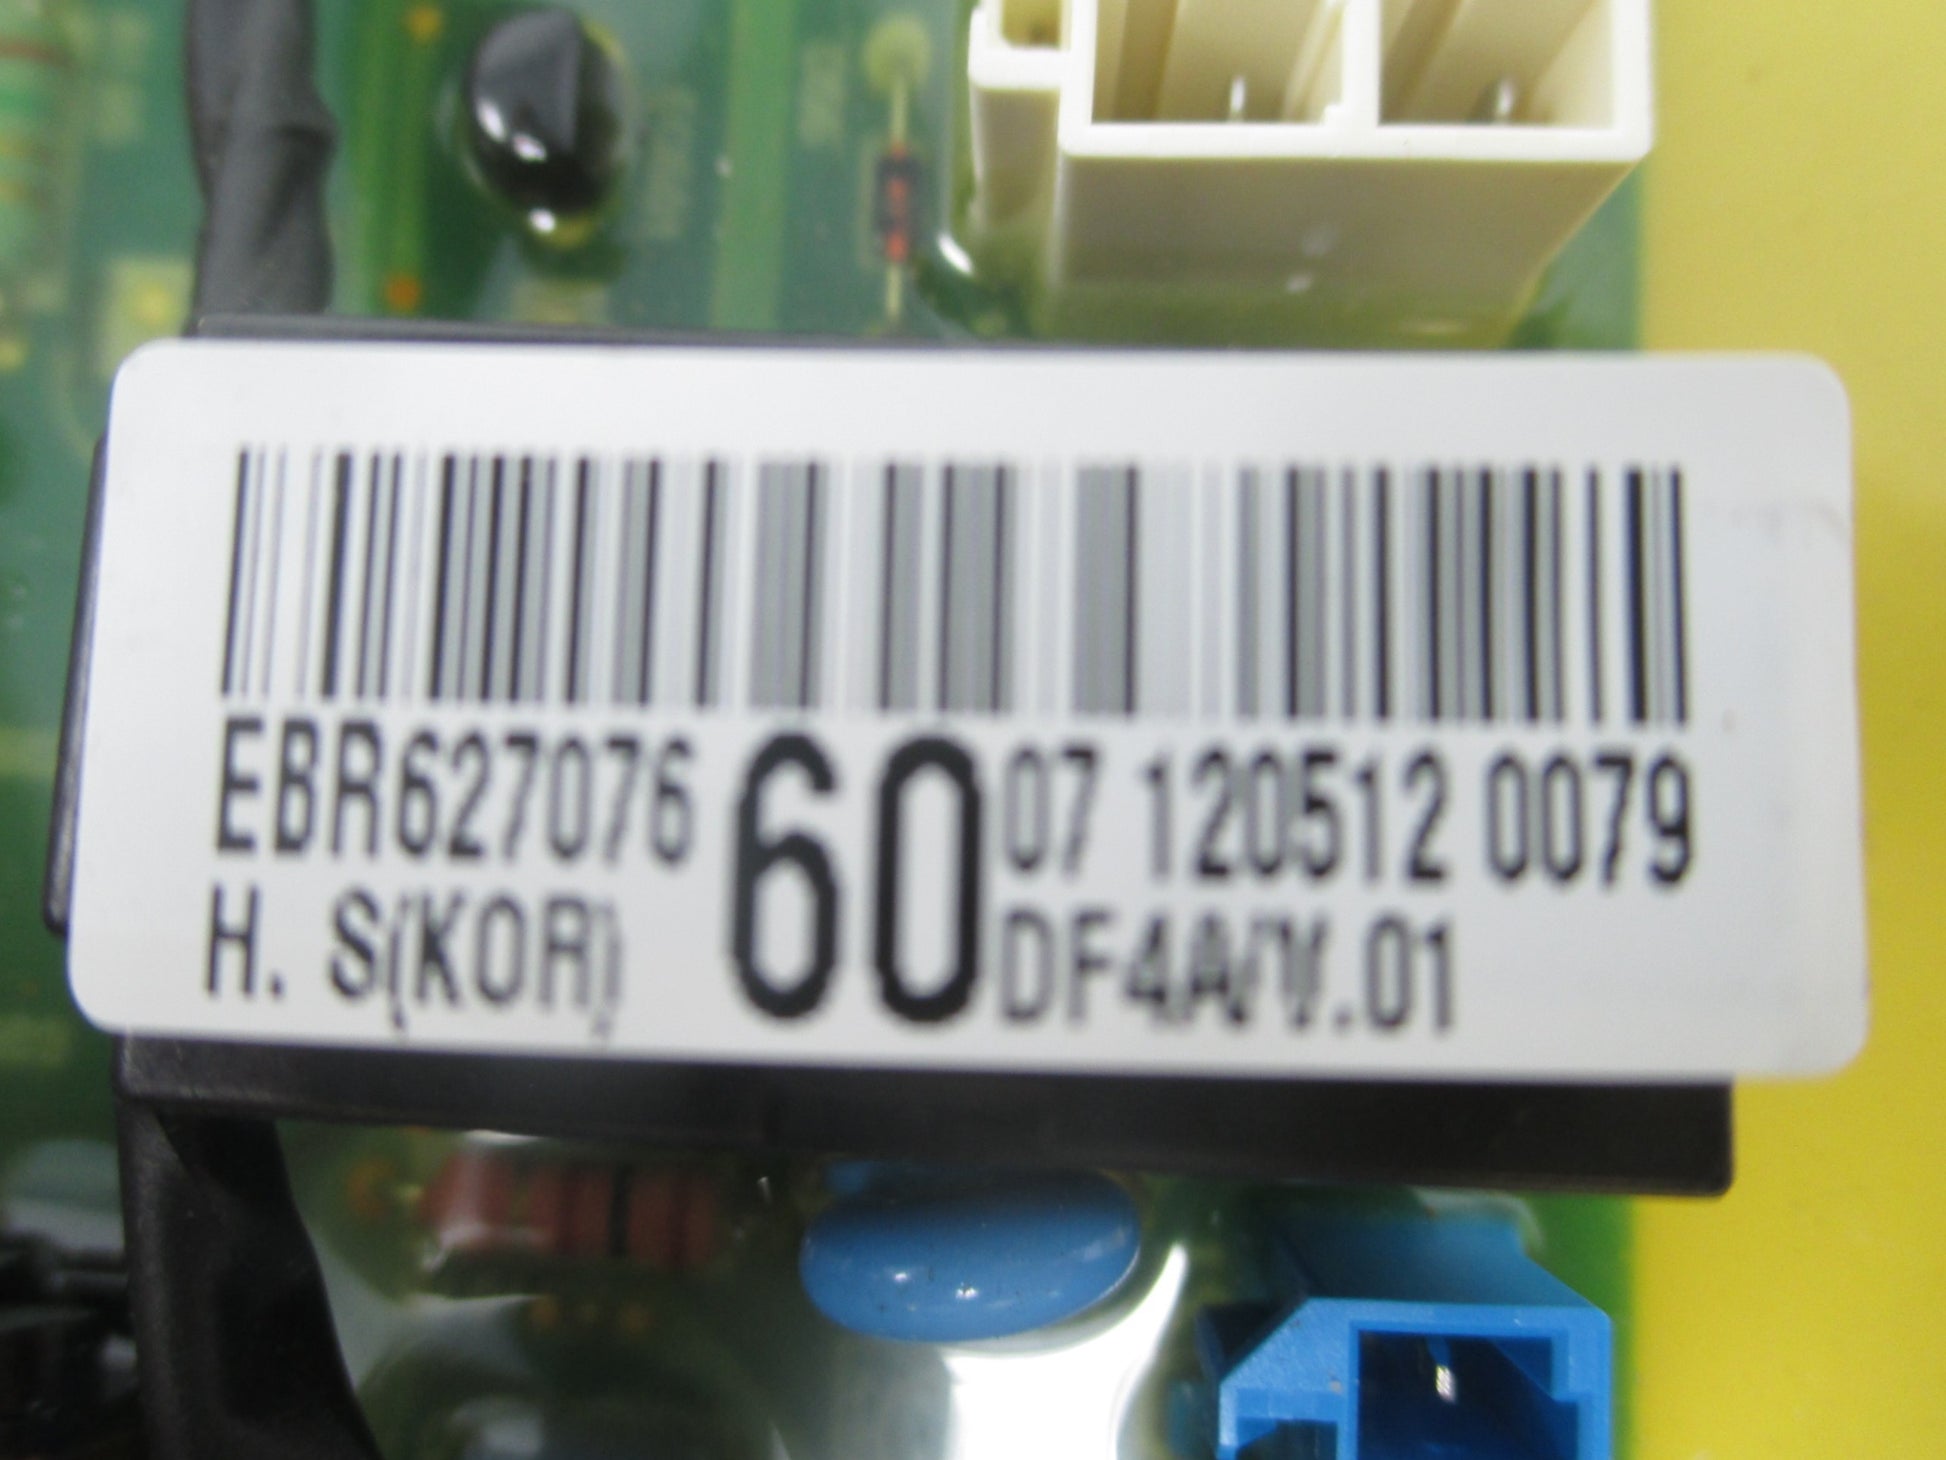 EBR627076 60 07 120512 0079
H. S(KOR) DF4A/V.01